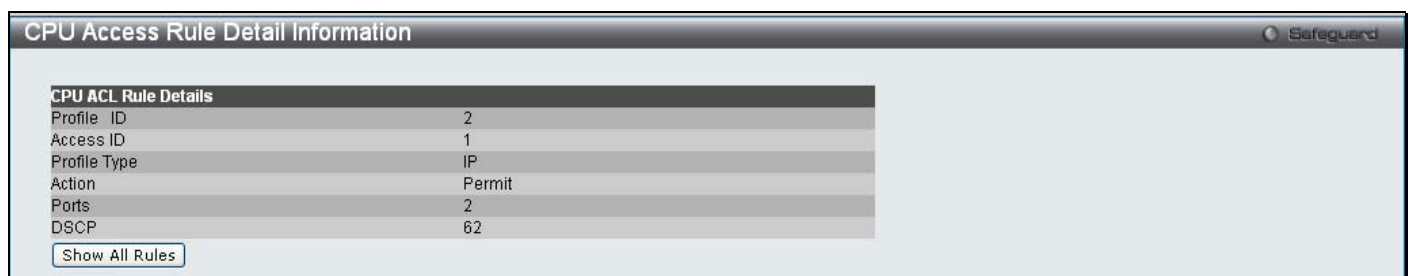 CPU Access Rule Detail Information
Safeguard
CPU ACL Rule Details
Profile ID 2
Access ID 1
Profile Type IP
Action Permit
Ports 2
DSCP 62
Show All Rules